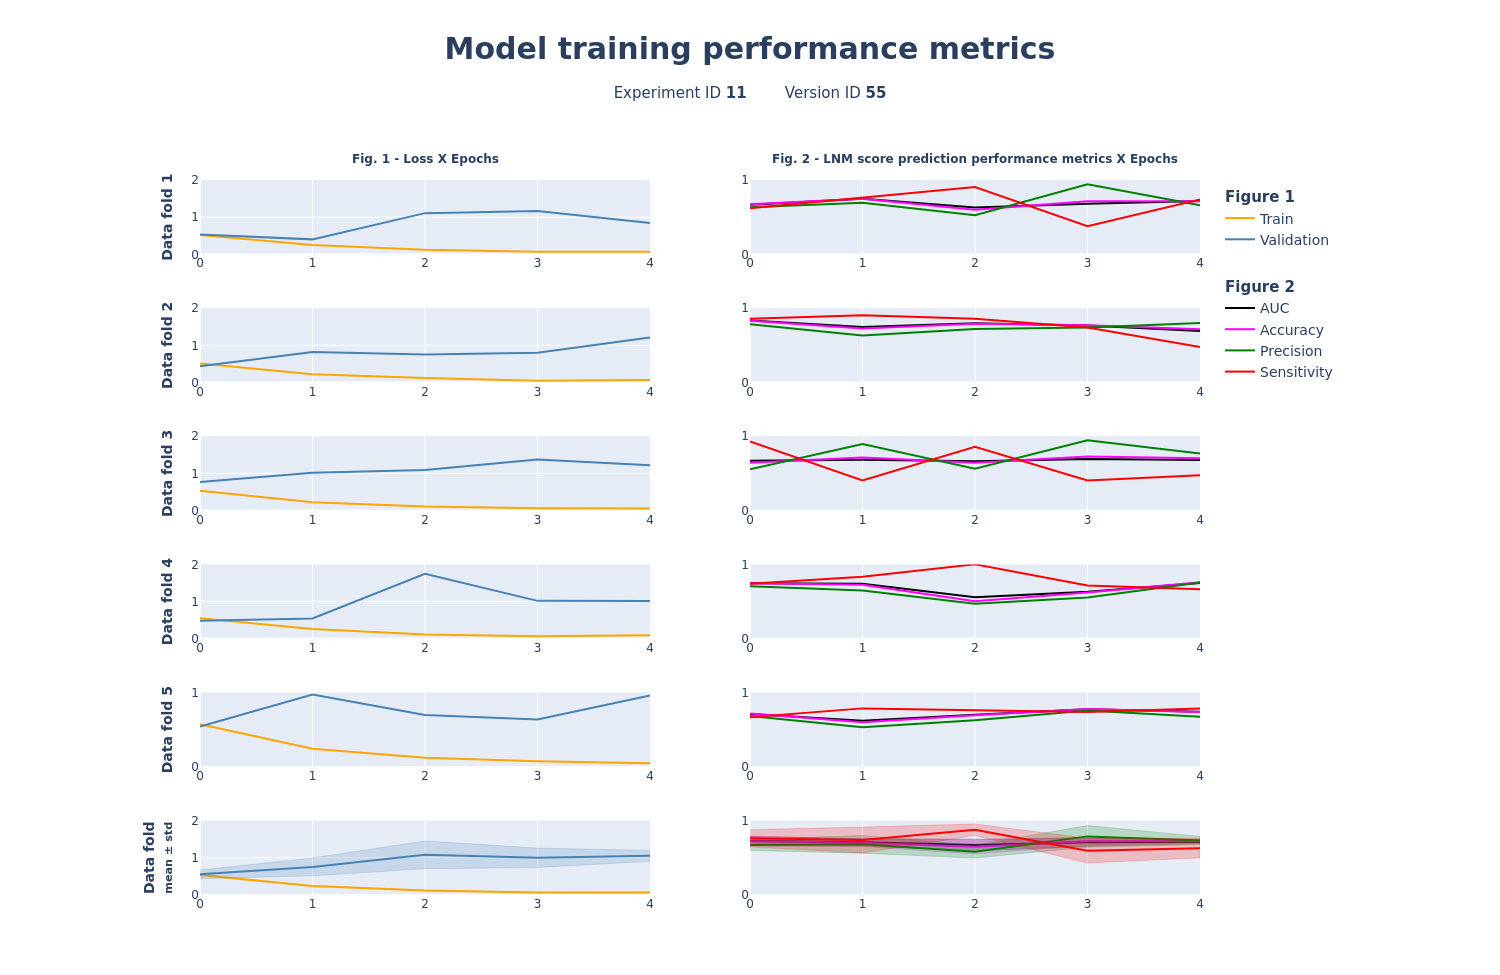 Model training performance metrics
Experiment ID 11 Version ID 55
Fig. 1 - Loss X Epochs
Fig. 2 - LNM score prediction performance metrics X Epochs
Data fold 1
2
1
0
0 1 2 3 4
1
0
0 1 2 3 4
Figure 1
Train
Validation
Figure 2
AUC
Accuracy
Precision
Sensitivity
Data fold 2
2
1
0
0 1 2 3 4
1
0
0 1 2 3 4
Data fold 3
2
1
0
0 1 2 3 4
1
0
0 1 2 3 4
Data fold 4
2
1
0
0 1 2 3 4
1
0
0 1 2 3 4
Data fold 5
1
0
0 1 2 3 4
1
0
0 1 2 3 4
Data fold
mean ± std
2
1
0
0 1 2 3 4
1
0
0 1 2 3 4